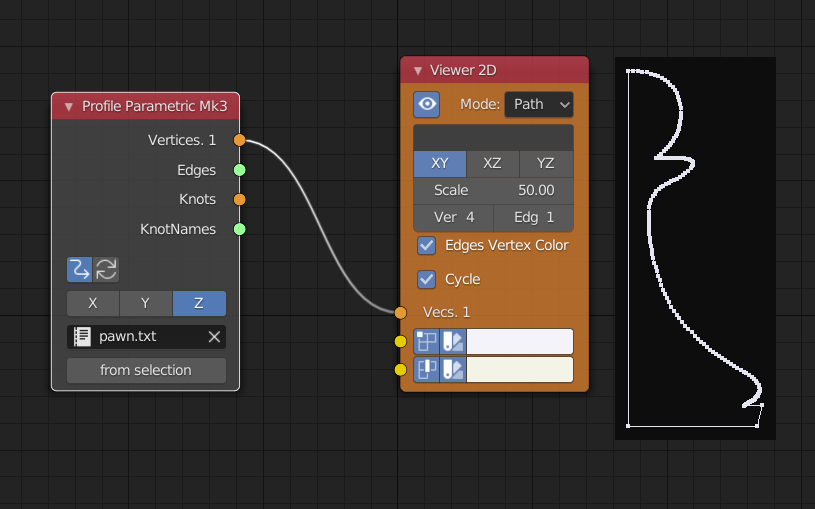 Profile Parametric Mk3
Vertices. 1
Edges
Knots
KnotNames
X Y Z
pawn.txt
from selection
Viewer 2D
Mode: Path
XY XZ YZ
Scale 50.00
Ver 4 Edg 1
Edges Vertex Color
Cycle
Vecs. 1